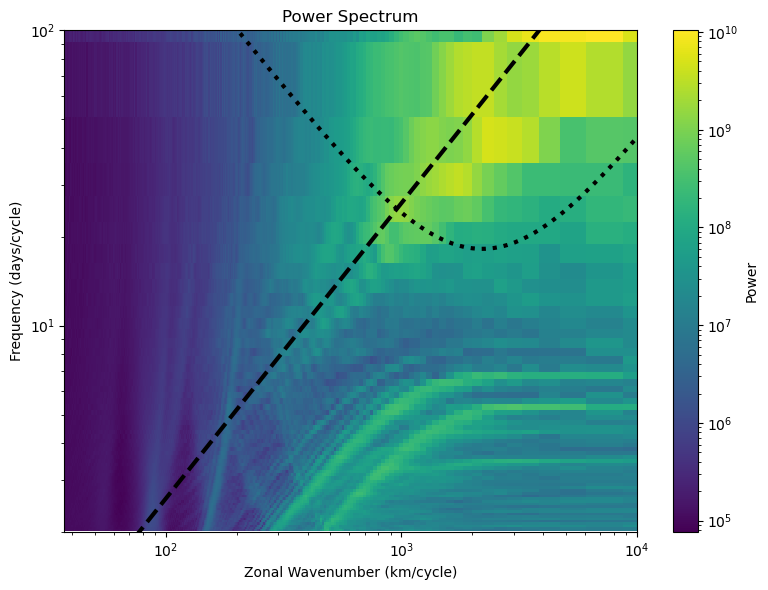 Power Spectrum
10²
10¹
Frequency (days/cycle)
10² 10³ 10⁴
Zonal Wavenumber (km/cycle)
10¹⁰
10⁹
10⁸
10⁷
10⁶
10⁵
Power